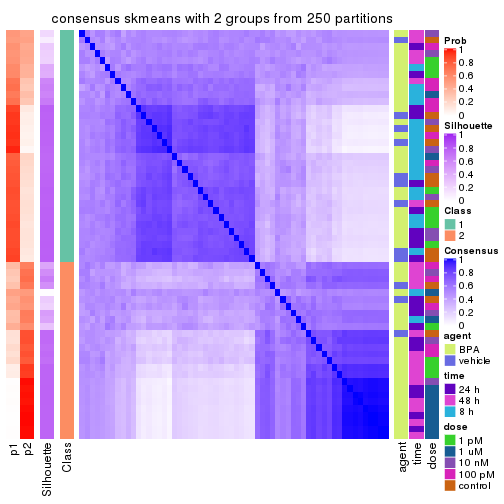 consensus skmeans with 2 groups from 250 partitions
Prob
1
0.8
0.6
0.4
0.2
0
Silhouette
1
0.8
0.6
0.4
0.2
0
Class
1
2
Consensus
1
0.8
0.6
0.4
0.2
0
agent
BPA
vehicle
time
24 h
48 h
8 h
dose
1 pM
1 uM
10 nM
100 pM
control
p1
p2
Silhouette
Class
agent
time
dose